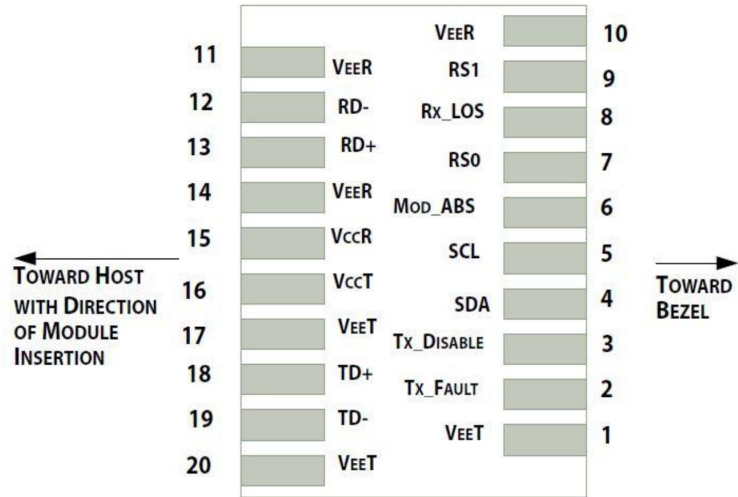 11 VEER
12 RD-
13 RD+
14 VEER
15 VCCR
16 VCCT
17 VEET
18 TD+
19 TD-
20 VEET
VEER 10
RS1 9
RX_LOS 8
RS0 7
MOD_ABS 6
SCL 5
SDA 4
TX_DISABLE 3
TX_FAULT 2
VEET 1
TOWARD HOST
WITH DIRECTION
OF MODULE
INSERTION
TOWARD
BEZEL